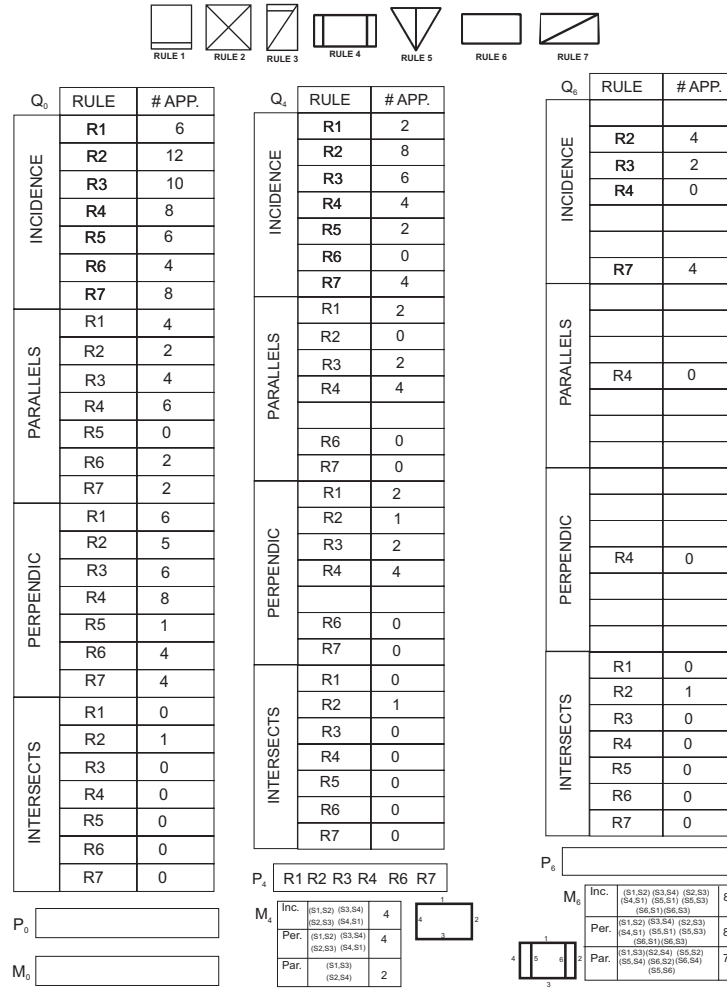 RULE 1 RULE 2 RULE 3 RULE 4 RULE 5 RULE 6 RULE 7
Q0 RULE # APP.
INCIDENCE
R1 6
R2 12
R3 10
R4 8
R5 6
R6 4
R7 8
PARALLELS
R1 4
R2 2
R3 4
R4 6
R5 0
R6 2
R7 2
PERPENDIC
R1 6
R2 5
R3 6
R4 8
R5 1
R6 4
R7 4
INTERSECTS
R1 0
R2 1
R3 0
R4 0
R5 0
R6 0
R7 0
P0
M0
Q4 RULE # APP.
INCIDENCE
R1 2
R2 8
R3 6
R4 4
R5 2
R6 0
R7 4
PARALLELS
R1 2
R2 0
R3 2
R4 4
R6 0
R7 0
PERPENDIC
R1 2
R2 1
R3 2
R4 4
R6 0
R7 0
INTERSECTS
R1 0
R2 1
R3 0
R4 0
R5 0
R6 0
R7 0
P4 R1 R2 R3 R4 R6 R7
M4
Inc. (S1,S2) (S3,S4) 4
(S2,S3) (S4,S1)
Per. (S1,S2) (S3,S4) 4
(S2,S3) (S4,S1)
Par. (S1,S3)
(S2,S4) 2
1
4 2
3
Q6 RULE # APP.
INCIDENCE
R2 4
R3 2
R4 0
R7 4
PARALLELS
R4 0
PERPENDIC
R4 0
INTERSECTS
R1 0
R2 1
R3 0
R4 0
R5 0
R6 0
R7 0
P6
M6
Inc. (S1,S2) (S3,S4) (S2,S3) 8
(S4,S1) (S5,S1) (S5,S3)
(S6,S1)(S6,S3)
Per. (S1,S2) (S3,S4) (S2,S3) 8
(S4,S1) (S5,S1) (S5,S3)
(S6,S1)(S6,S3)
Par. (S1,S3)(S2,S4) (S5,S2) 7
(S5,S4) (S6,S2)(S6,S4)
(S5,S6)
1
4 5 6 2
3